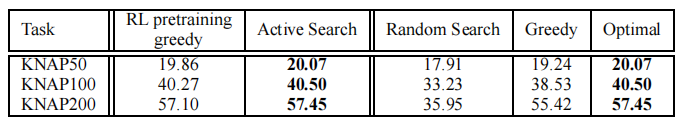 Task RL pretraining greedy Active Search Random Search Greedy Optimal
KNAP50 19.86 20.07 17.91 19.24 20.07
KNAP100 40.27 40.50 33.23 38.53 40.50
KNAP200 57.10 57.45 35.95 55.42 57.45